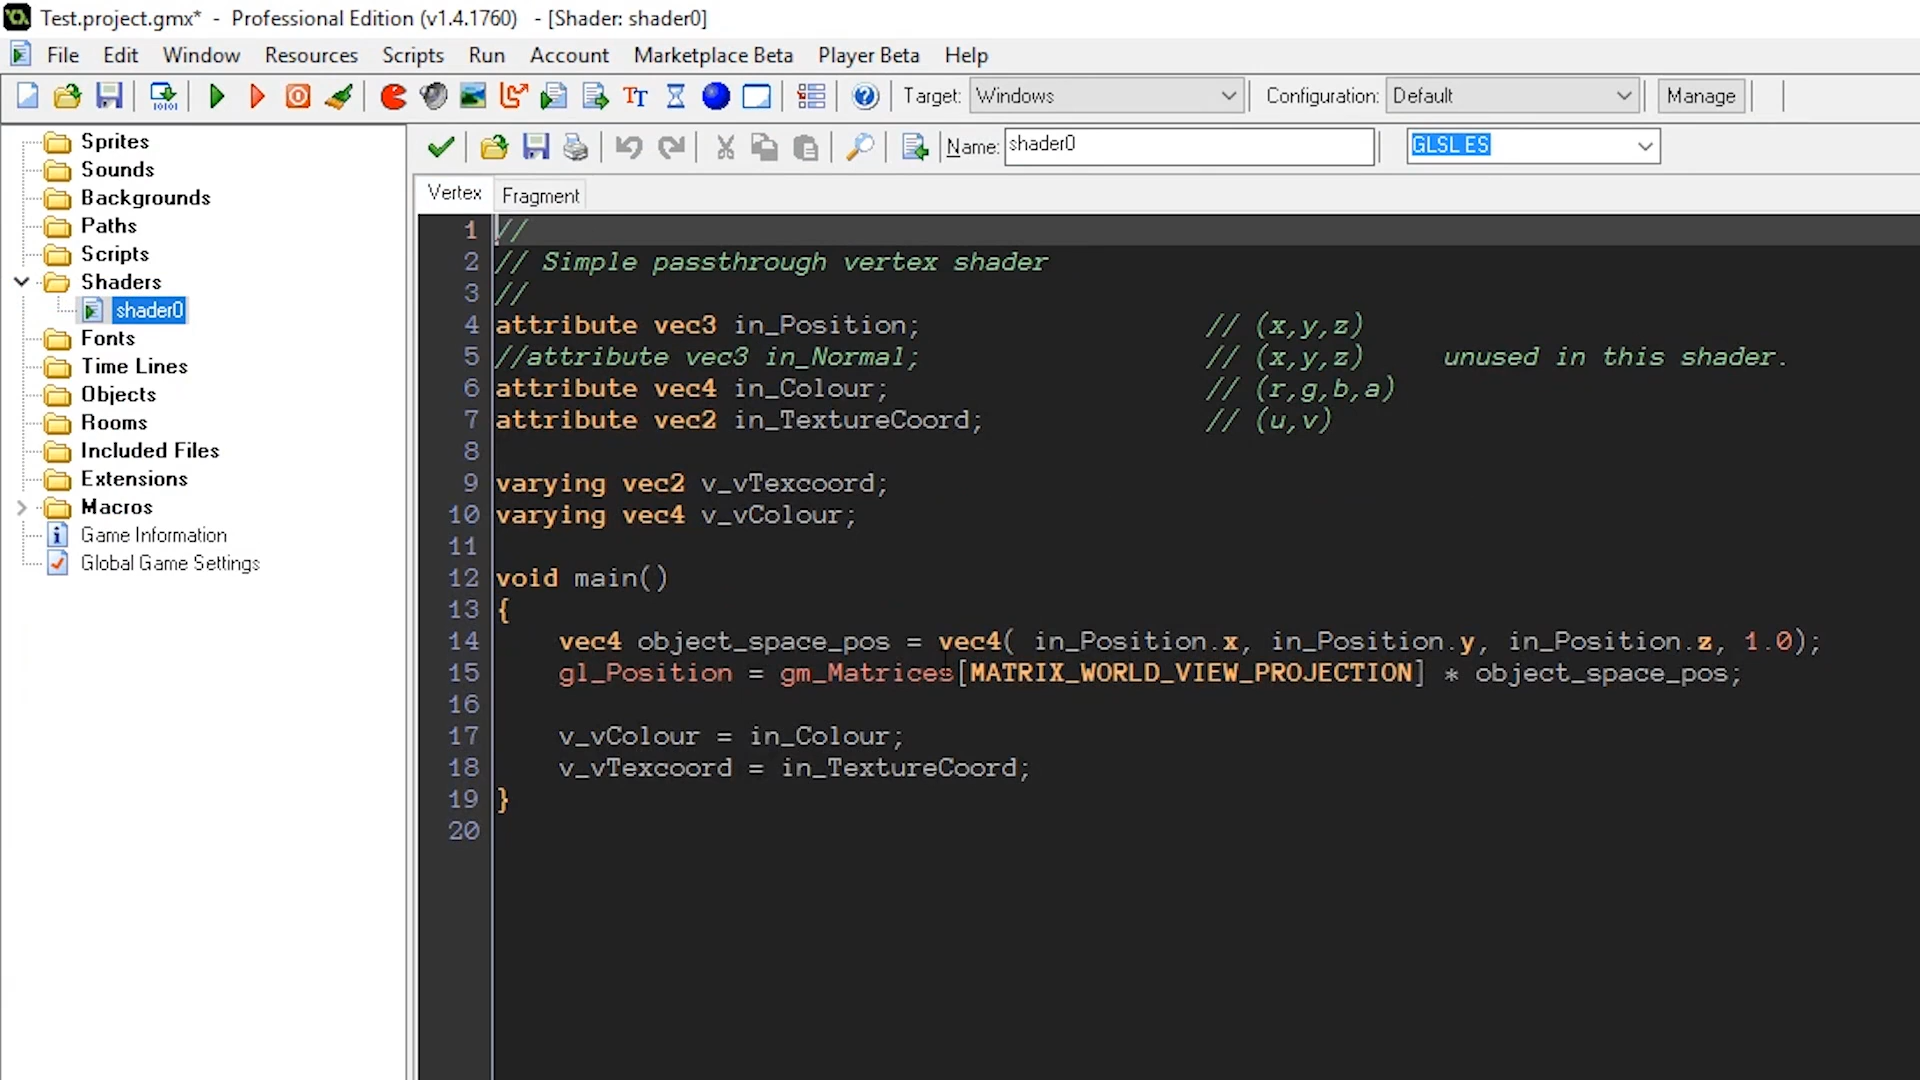 Test.project.gmx* - Professional Edition (v1.4.1760) - [Shader: shader0]
File Edit Window Resources Scripts Run Account Marketplace Beta Player Beta Help
Target: Windows Configuration: Default Manage
Name: shader0 GLSL ES
Vertex Fragment
Sprites
Sounds
Backgrounds
Paths
Scripts
Shaders
shader0
Fonts
Time Lines
Objects
Rooms
Included Files
Extensions
Macros
Game Information
Global Game Settings
1 //
2 // Simple passthrough vertex shader
3 //
4 attribute vec3 in_Position; // (x,y,z)
5 //attribute vec3 in_Normal; // (x,y,z) unused in this shader.
6 attribute vec4 in_Colour; // (r,g,b,a)
7 attribute vec2 in_TextureCoord; // (u,v)
8
9 varying vec2 v_vTexcoord;
10 varying vec4 v_vColour;
11
12 void main()
13 {
14 vec4 object_space_pos = vec4( in_Position.x, in_Position.y, in_Position.z, 1.0);
15 gl_Position = gm_Matrices[MATRIX_WORLD_VIEW_PROJECTION] * object_space_pos;
16
17 v_vColour = in_Colour;
18 v_vTexcoord = in_TextureCoord;
19 }
20